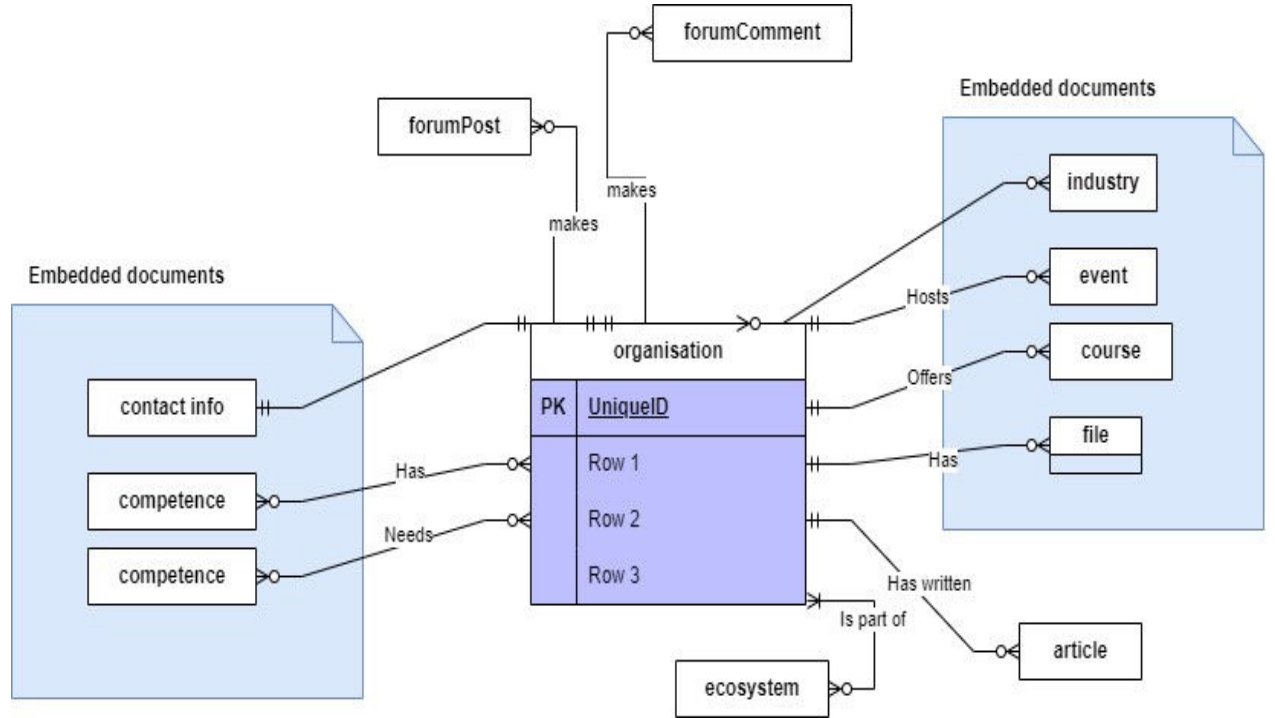 forumComment
Embedded documents
forumPost
industry
makes
makes
Embedded documents
event
Hosts
organisation
course
Offers
contact info
PK UniqueID
file
Has
Row 1
Has
competence
Row 2
Needs
competence
Row 3
Has written
Is part of
article
ecosystem